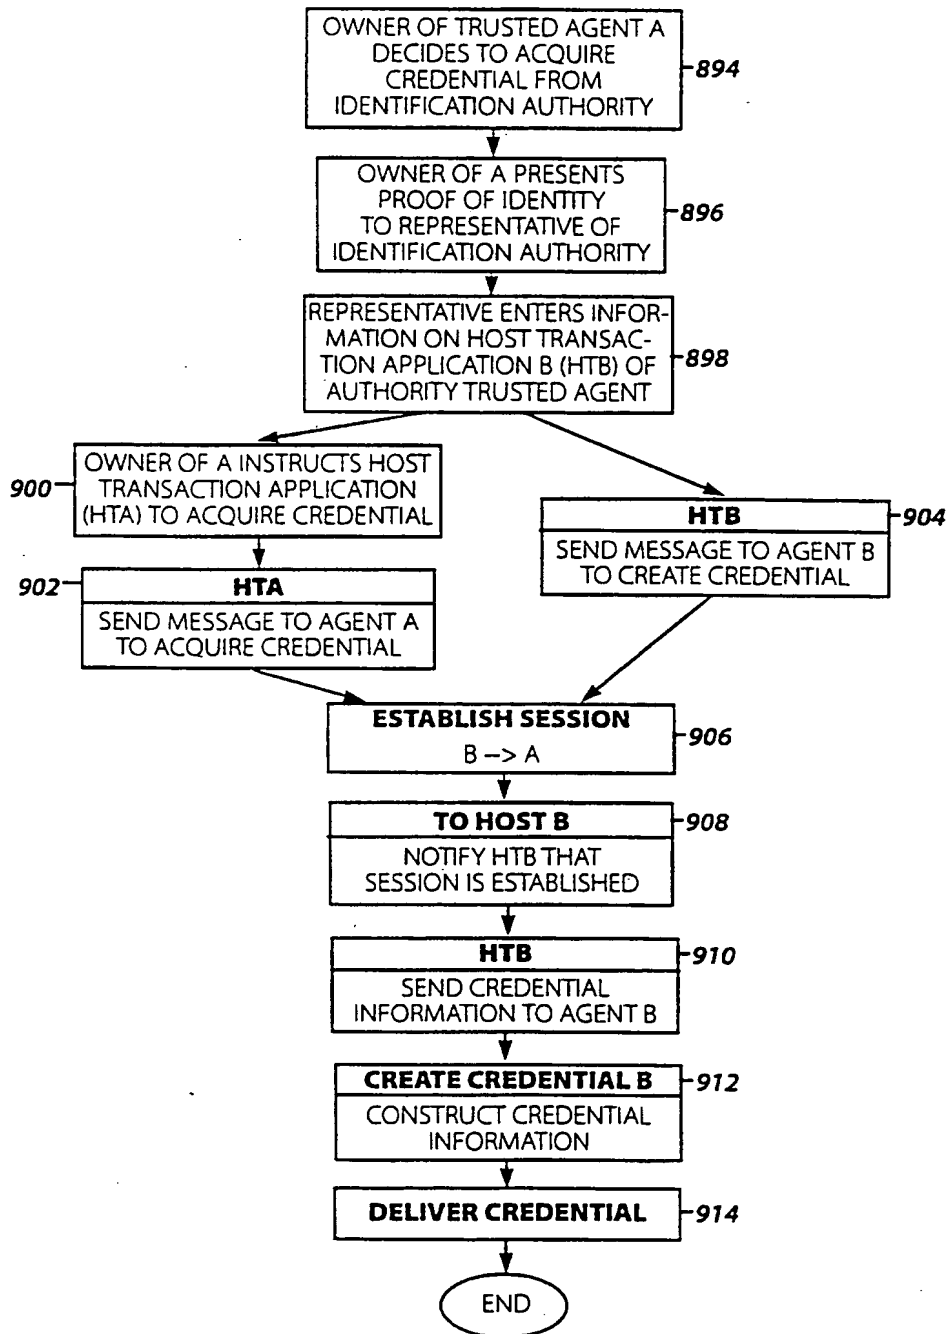 OWNER OF TRUSTED AGENT A
DECIDES TO ACQUIRE
CREDENTIAL FROM
IDENTIFICATION AUTHORITY
894
OWNER OF A PRESENTS
PROOF OF IDENTITY
TO REPRESENTATIVE OF
IDENTIFICATION AUTHORITY
896
REPRESENTATIVE ENTERS INFOR-
MATION ON HOST TRANSAC-
TION APPLICATION B (HTB) OF
AUTHORITY TRUSTED AGENT
898
900
OWNER OF A INSTRUCTS HOST
TRANSACTION APPLICATION
(HTA) TO ACQUIRE CREDENTIAL
902
HTA
SEND MESSAGE TO AGENT A
TO ACQUIRE CREDENTIAL
HTB
904
SEND MESSAGE TO AGENT B
TO CREATE CREDENTIAL
ESTABLISH SESSION
906
B –> A
TO HOST B
908
NOTIFY HTB THAT
SESSION IS ESTABLISHED
HTB
910
SEND CREDENTIAL
INFORMATION TO AGENT B
CREATE CREDENTIAL B
912
CONSTRUCT CREDENTIAL
INFORMATION
DELIVER CREDENTIAL
914
END